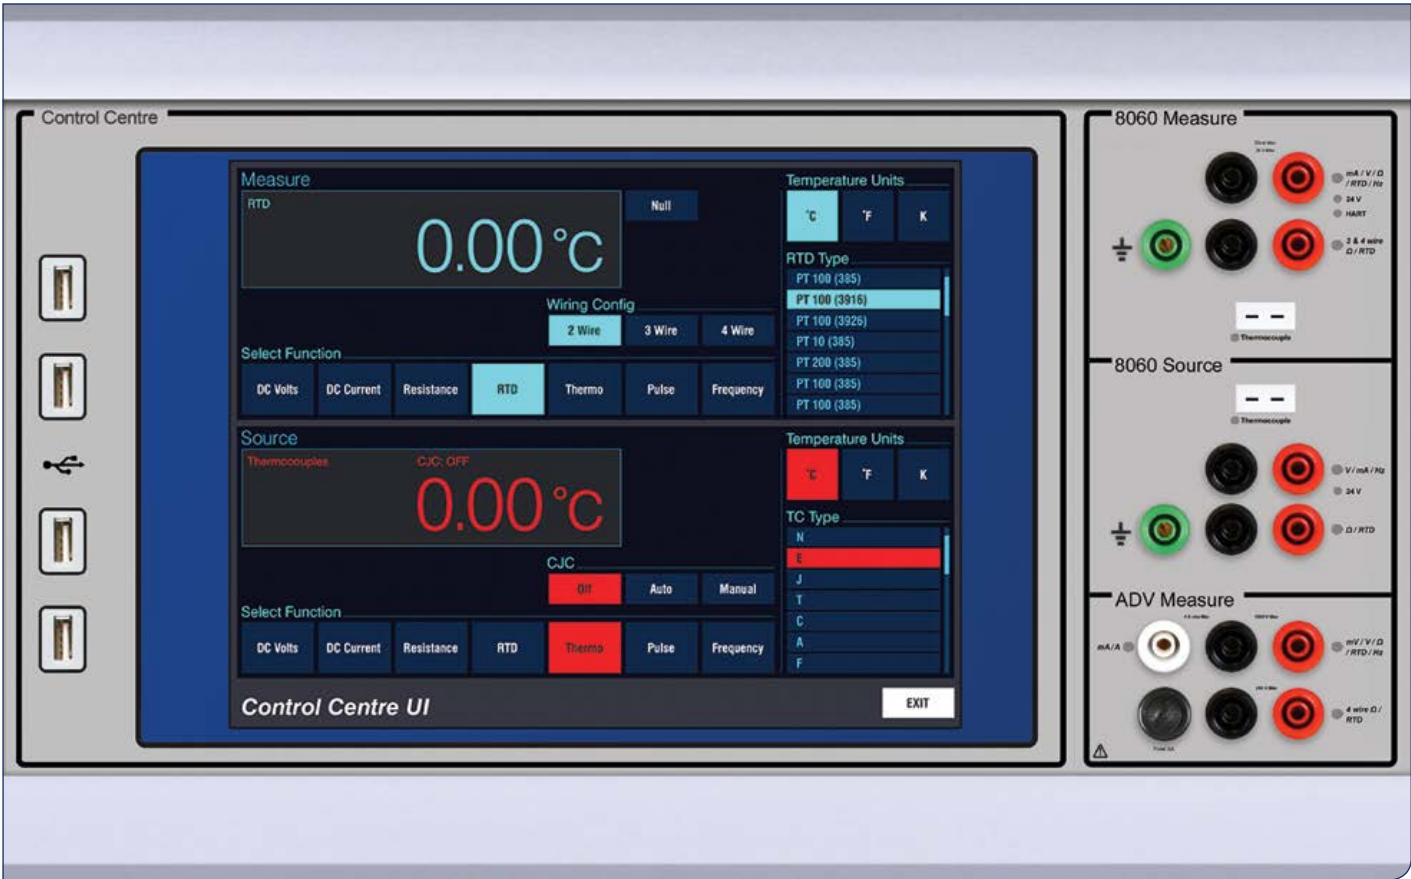 Control Centre
Measure
RTD
0.00 °C
Null
Temperature Units
°C
°F
K
RTD Type
PT 100 (385)
PT 100 (3916)
PT 100 (3926)
PT 10 (385)
PT 200 (385)
PT 100 (385)
PT 100 (385)
Wiring Config
2 Wire
3 Wire
4 Wire
Select Function
DC Volts
DC Current
Resistance
RTD
Thermo
Pulse
Frequency
Source
Thermocouples
CJC: OFF
0.00 °C
Temperature Units
°C
°F
K
TC Type
N
E
J
T
C
A
F
CJC
Off
Auto
Manual
Select Function
DC Volts
DC Current
Resistance
RTD
Thermo
Pulse
Frequency
Control Centre UI
EXIT
8060 Measure
mA / V / Ω
/ RTD / Hz
24 V
HART
3 & 4 wire
Ω / RTD
Thermocouple
8060 Source
Thermocouple
V / mA / Hz
24 V
Ω / RTD
ADV Measure
mA/A
mV / V / Ω
/ RTD / Hz
4 wire Ω /
RTD